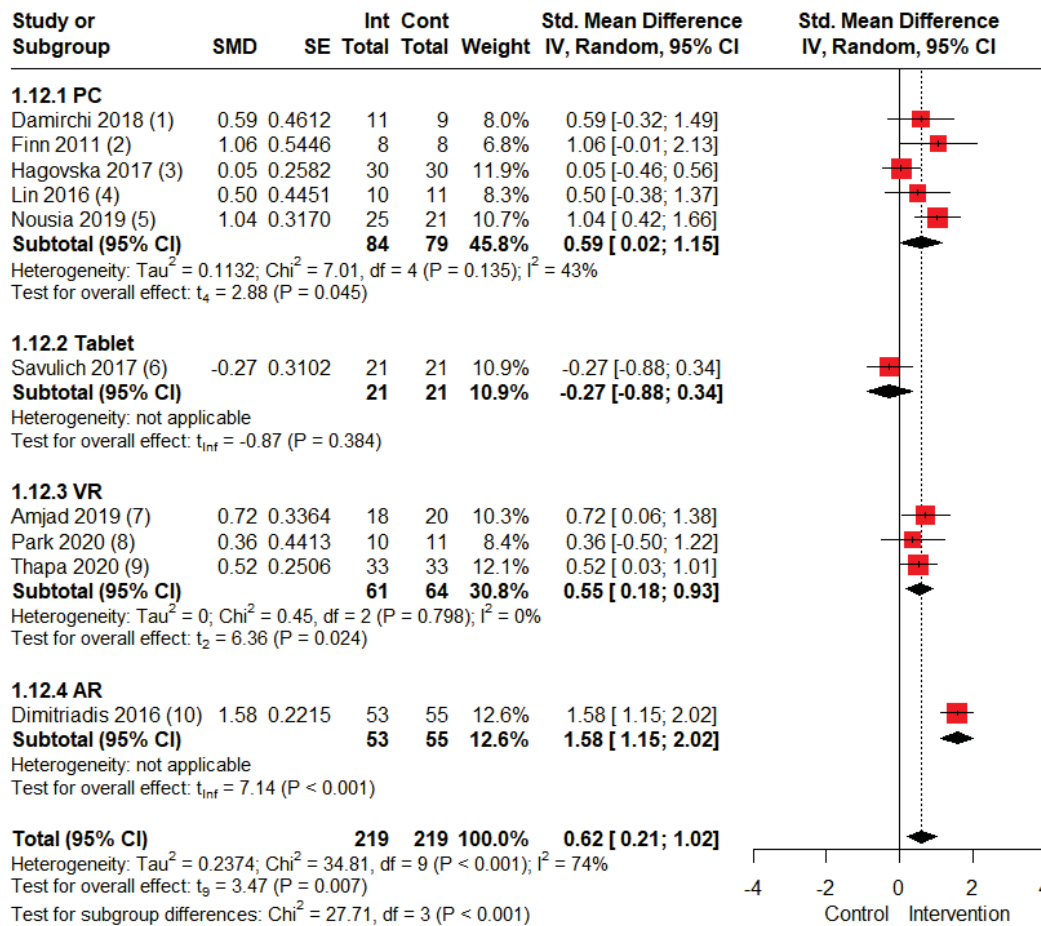 Study or Int Cont Std. Mean Difference Std. Mean Difference
Subgroup SMD SE Total Total Weight IV, Random, 95% CI IV, Random, 95% CI
1.12.1 PC
Damirchi 2018 (1) 0.59 0.4612 11 9 8.0% 0.59 [-0.32; 1.49]
Finn 2011 (2) 1.06 0.5446 8 8 6.8% 1.06 [-0.01; 2.13]
Hagovska 2017 (3) 0.05 0.2582 30 30 11.9% 0.05 [-0.46; 0.56]
Lin 2016 (4) 0.50 0.4451 10 11 8.3% 0.50 [-0.38; 1.37]
Nousia 2019 (5) 1.04 0.3170 25 21 10.7% 1.04 [ 0.42; 1.66]
Subtotal (95% CI) 84 79 45.8% 0.59 [ 0.02; 1.15]
Heterogeneity: Tau² = 0.1132; Chi² = 7.01, df = 4 (P = 0.135); I² = 43%
Test for overall effect: t₄ = 2.88 (P = 0.045)
1.12.2 Tablet
Savulich 2017 (6) -0.27 0.3102 21 21 10.9% -0.27 [-0.88; 0.34]
Subtotal (95% CI) 21 21 10.9% -0.27 [-0.88; 0.34]
Heterogeneity: not applicable
Test for overall effect: tInf = -0.87 (P = 0.384)
1.12.3 VR
Amjad 2019 (7) 0.72 0.3364 18 20 10.3% 0.72 [ 0.06; 1.38]
Park 2020 (8) 0.36 0.4413 10 11 8.4% 0.36 [-0.50; 1.22]
Thapa 2020 (9) 0.52 0.2506 33 33 12.1% 0.52 [ 0.03; 1.01]
Subtotal (95% CI) 61 64 30.8% 0.55 [ 0.18; 0.93]
Heterogeneity: Tau² = 0; Chi² = 0.45, df = 2 (P = 0.798); I² = 0%
Test for overall effect: t₂ = 6.36 (P = 0.024)
1.12.4 AR
Dimitriadis 2016 (10) 1.58 0.2215 53 55 12.6% 1.58 [ 1.15; 2.02]
Subtotal (95% CI) 53 55 12.6% 1.58 [ 1.15; 2.02]
Heterogeneity: not applicable
Test for overall effect: tInf = 7.14 (P < 0.001)
Total (95% CI) 219 219 100.0% 0.62 [ 0.21; 1.02]
Heterogeneity: Tau² = 0.2374; Chi² = 34.81, df = 9 (P < 0.001); I² = 74%
Test for overall effect: t₉ = 3.47 (P = 0.007)
-4 -2 0 2 4
Test for subgroup differences: Chi² = 27.71, df = 3 (P < 0.001) Control Intervention